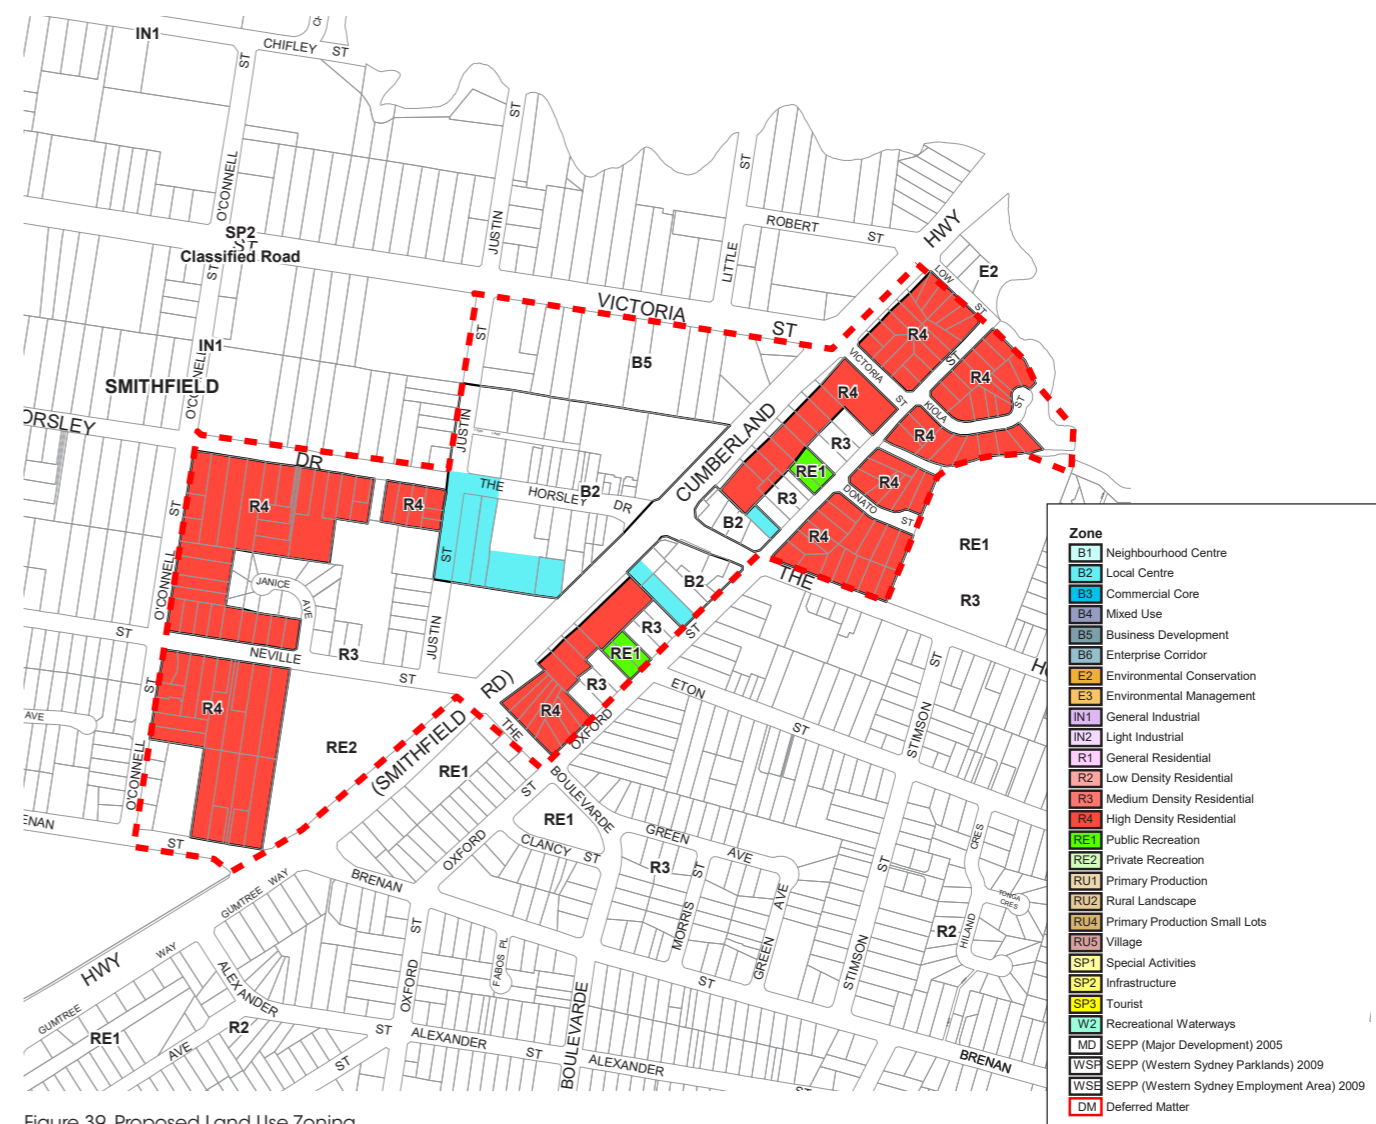 IN1
CHIFLEY ST
ST
ST
ST
O'CONNELL
JUSTIN
LITTLE
ROBERT ST
HWY
E2
LOW
ST
SP2
ST
Classified Road
ST
VICTORIA ST
ST
B5
IN1
O'CONNELL
SMITHFIELD
JUSTIN
CUMBERLAND
VICTORIA
ST
ST
R4
R4
R4
KIOLA
ST
R4
R3
RE1
R3
R4
DONATO
ST
R4
B2
DR
R4
R4
THE HORSLEY DR
B2
ST
ST
RE1
R3
THE
JANICE
AVE
O'CONNELL
ST
NEVILLE
ST
R3
JUSTIN
B2
R3
RE1
R3
R4
ST
OXFORD
ETON
ST
ST
STIMSON
RD)
THE
ST
R4
AVE
O'CONNELL
RE2
(SMITHFIELD
RE1
ST
BOULEVARDE
RE1
CLANCY ST
GREEN
AVE
R3
ST
OXFORD
BRENAN
ST
GUMTREE WAY
HWY
WAY
GUMTREE
RE1
ALEXANDER
R2
AVE
ST
ST
OXFORD
ST
FABOS PL
ALEXANDER ST
BOULEVARDE
ALEXANDER
MORRIS
GREEN
AVE
ST
STIMSON
ST
R2
HILAND
CRES
TONGA
CRES
BRENAN
Zone
B1 Neighbourhood Centre
B2 Local Centre
B3 Commercial Core
B4 Mixed Use
B5 Business Development
B6 Enterprise Corridor
E2 Environmental Conservation
E3 Environmental Management
IN1 General Industrial
IN2 Light Industrial
R1 General Residential
R2 Low Density Residential
R3 Medium Density Residential
R4 High Density Residential
RE1 Public Recreation
RE2 Private Recreation
RU1 Primary Production
RU2 Rural Landscape
RU4 Primary Production Small Lots
RU5 Village
SP1 Special Activities
SP2 Infrastructure
SP3 Tourist
W2 Recreational Waterways
MD SEPP (Major Development) 2005
WSP SEPP (Western Sydney Parklands) 2009
WSE SEPP (Western Sydney Employment Area) 2009
DM Deferred Matter
Figure 39 Proposed Land Use Zoning